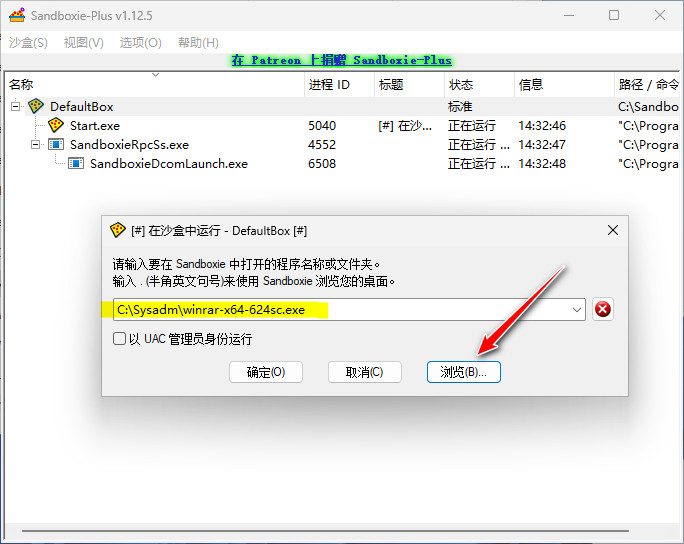 Sandboxie-Plus v1.12.5
沙盒(S) 视图(V) 选项(O) 帮助(H)
在 Patreon 上捐赠 Sandboxie-Plus
名称 进程 ID 标题 状态 信息 路径 / 命令
DefaultBox 标准 C:\Sandbo
Start.exe 5040 [#] 在沙... 正在运行 14:32:46 "C:\Progra
SandboxieRpcSs.exe 4552 正在运行 ... 14:32:47 "C:\Progra
SandboxieDcomLaunch.exe 6508 正在运行 ... 14:32:48 "C:\Progra
[#] 在沙盒中运行 - DefaultBox [#]
请输入要在 Sandboxie 中打开的程序名称或文件夹。
输入 . (半角英文句号)来使用 Sandboxie 浏览您的桌面。
C:\Sysadm\winrar-x64-624sc.exe
以 UAC 管理员身份运行
确定(O) 取消(C) 浏览(B)...